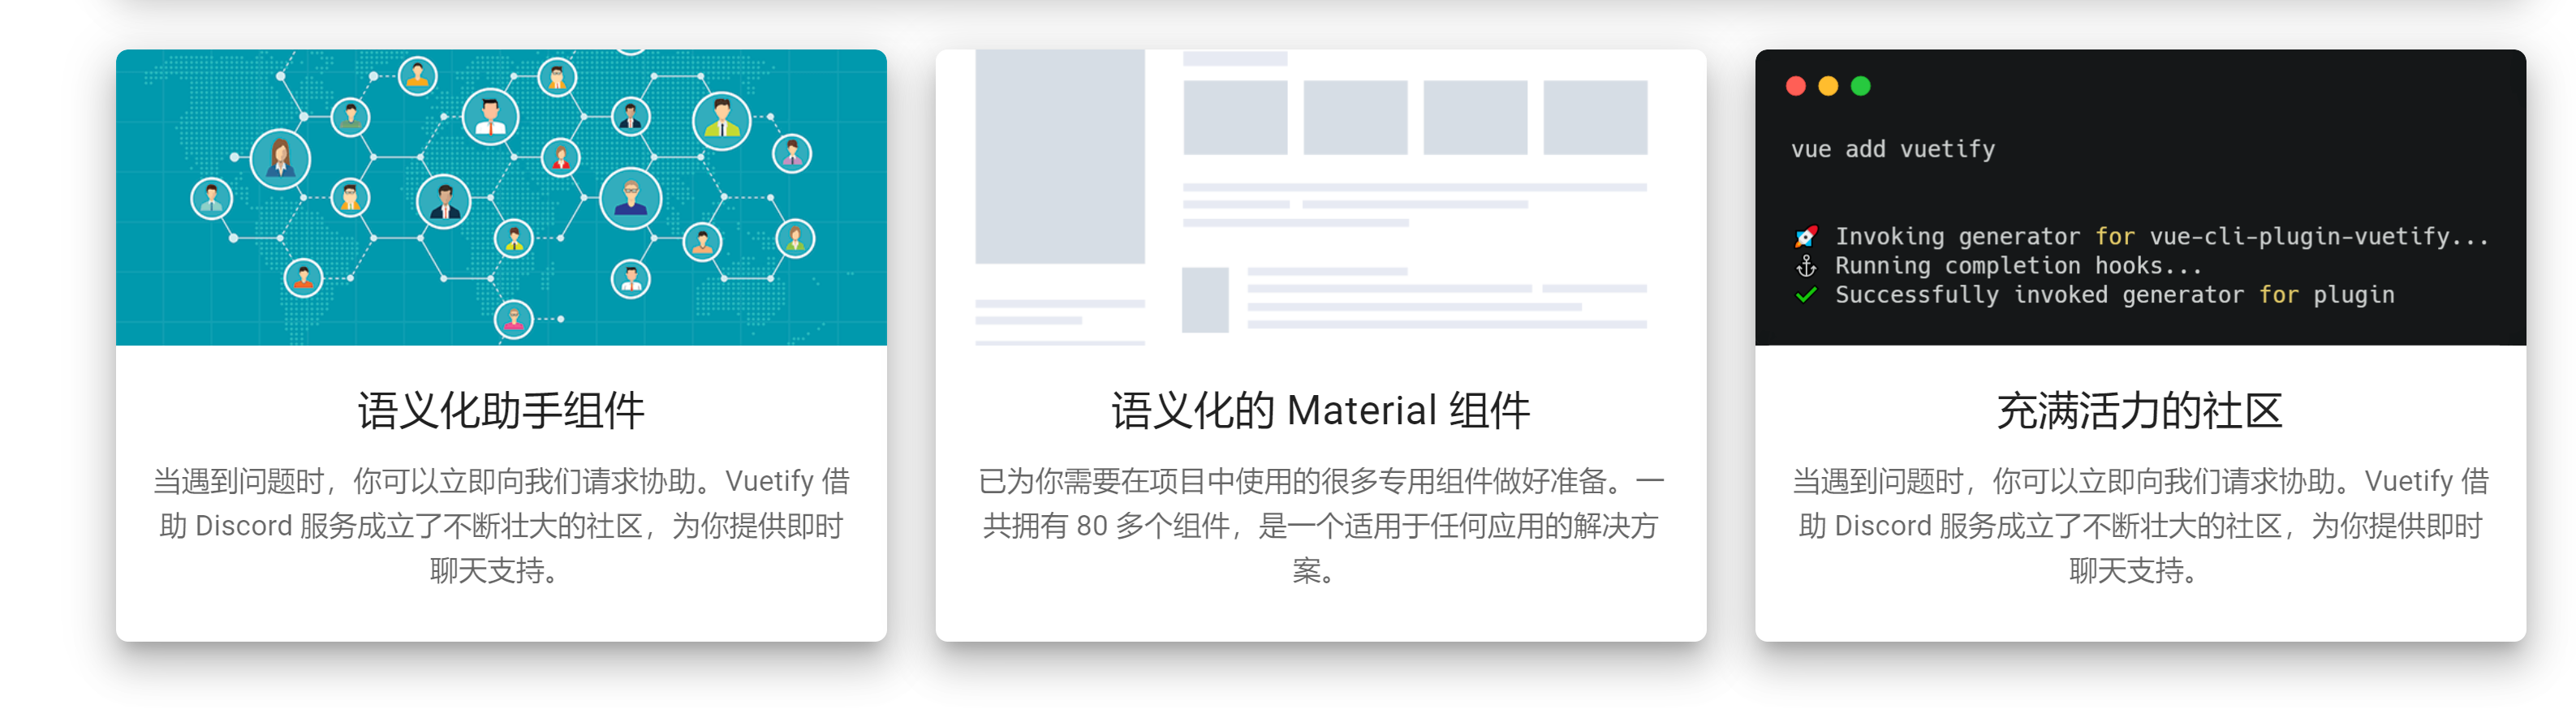 vue add vuetify
🚀 Invoking generator for vue-cli-plugin-vuetify...
⚓ Running completion hooks...
✔ Successfully invoked generator for plugin
语义化助手组件
当遇到问题时，你可以立即向我们请求协助。Vuetify 借
助 Discord 服务成立了不断壮大的社区，为你提供即时
聊天支持。
语义化的 Material 组件
已为你需要在项目中使用的很多专用组件做好准备。一
共拥有 80 多个组件，是一个适用于任何应用的解决方
案。
充满活力的社区
当遇到问题时，你可以立即向我们请求协助。Vuetify 借
助 Discord 服务成立了不断壮大的社区，为你提供即时
聊天支持。